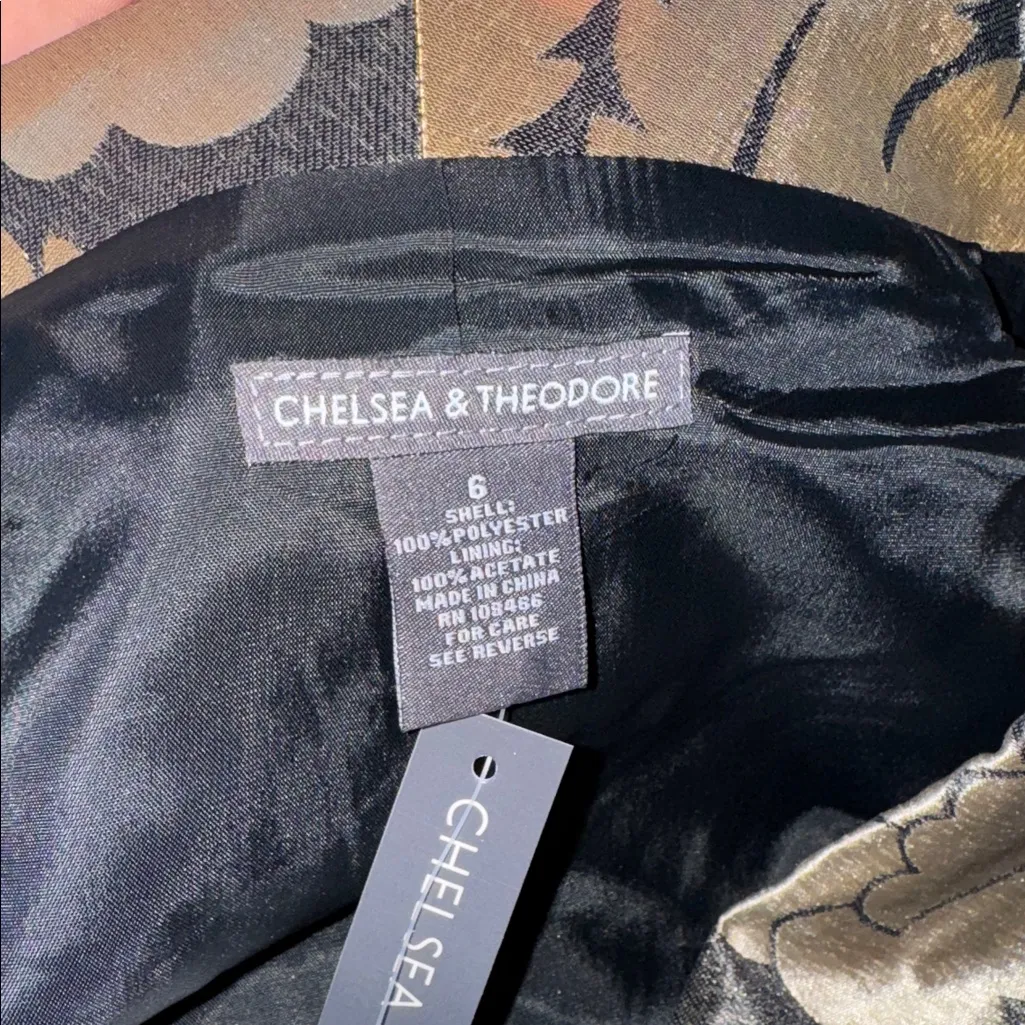 CHELSEA & THEODORE
6
SHELL:
100% POLYESTER
LINING:
100% ACETATE
MADE IN CHINA
RN 108466
FOR CARE
SEE REVERSE
CHELSEA